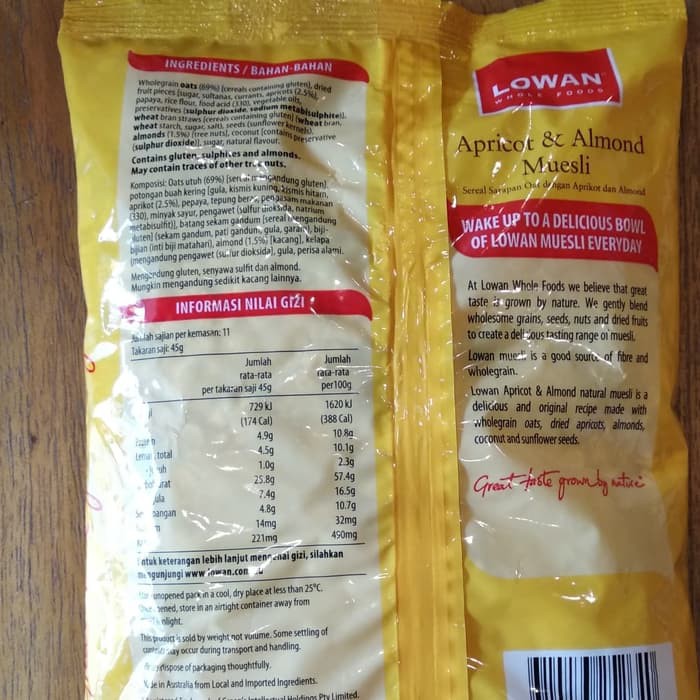 INGREDIENTS / BAHAN-BAHAN
Wholegrain oats (69%) [cereals containing gluten], dried
fruit pieces [sugar, sultanas, currants, apricots (2.5%),
papaya, rice flour, food acid (330), vegetable oils,
preservatives (sulphur dioxide, sodium metabisulphite)],
wheat bran straws [cereals containing gluten] (wheat bran,
wheat starch, sugar, salt), seeds (sunflower kernels),
almonds (1.5%) [tree nuts], coconut [contains preservative
(sulphur dioxide)], sugar, natural flavour.
Contains gluten, sulphites and almonds.
May contain traces of other tree nuts.
Komposisi: Oats utuh (69%) [sereal mengandung gluten],
potongan buah kering [gula, kismis kuning, kismis hitam,
aprikot (2.5%), pepaya, tepung beras, pengasam makanan
(330), minyak sayur, pengawet (sulfur dioksida, natrium
metabisulfit)], batang sekam gandum [sereal mengandung
gluten] (sekam gandum, pati gandum, gula, garam), biji-
bijian (inti biji matahari), almond (1.5%) [kacang], kelapa
[mengandung pengawet (sulfur dioksida)], gula, perisa alami.
Mengandung gluten, senyawa sulfit dan almond.
Mungkin mengandung sedikit kacang lainnya.
INFORMASI NILAI GIZI
Jumlah sajian per kemasan: 11
Takaran saji: 45g
Jumlah rata-rata per takaran saji 45g
Jumlah rata-rata per100g
729 kJ 1620 kJ
(174 Cal) (388 Cal)
4.9g 10.8g
Lemak total 4.5g 10.1g
1.0g 2.3g
25.8g 57.4g
7.4g 16.5g
4.8g 10.7g
14mg 32mg
221mg 490mg
Untuk keterangan lebih lanjut mengenai gizi, silahkan
mengunjungi www.lowan.com.au
unopened pack in a cool, dry place at less than 25°C.
Once opened, store in an airtight container away from
sunlight.
This product is sold by weight not volume. Some settling of
contents may occur during transport and handling.
dispose of packaging thoughtfully.
Made in Australia from Local and Imported Ingredients.
Intellectual Holdings Pty Limited.
LOWAN
WHOLE FOODS
Apricot & Almond
Muesli
Sereal Sarapan Oat dengan Aprikot dan Almond
WAKE UP TO A DELICIOUS BOWL
OF LOWAN MUESLI EVERYDAY
At Lowan Whole Foods we believe that great
taste is grown by nature. We gently blend
wholesome grains, seeds, nuts and dried fruits
to create a delicious tasting range of muesli.
Lowan muesli is a good source of fibre and
wholegrain.
Lowan Apricot & Almond natural muesli is a
delicious and original recipe made with
wholegrain oats, dried apricots, almonds,
coconut and sunflower seeds.
Great taste grown by nature